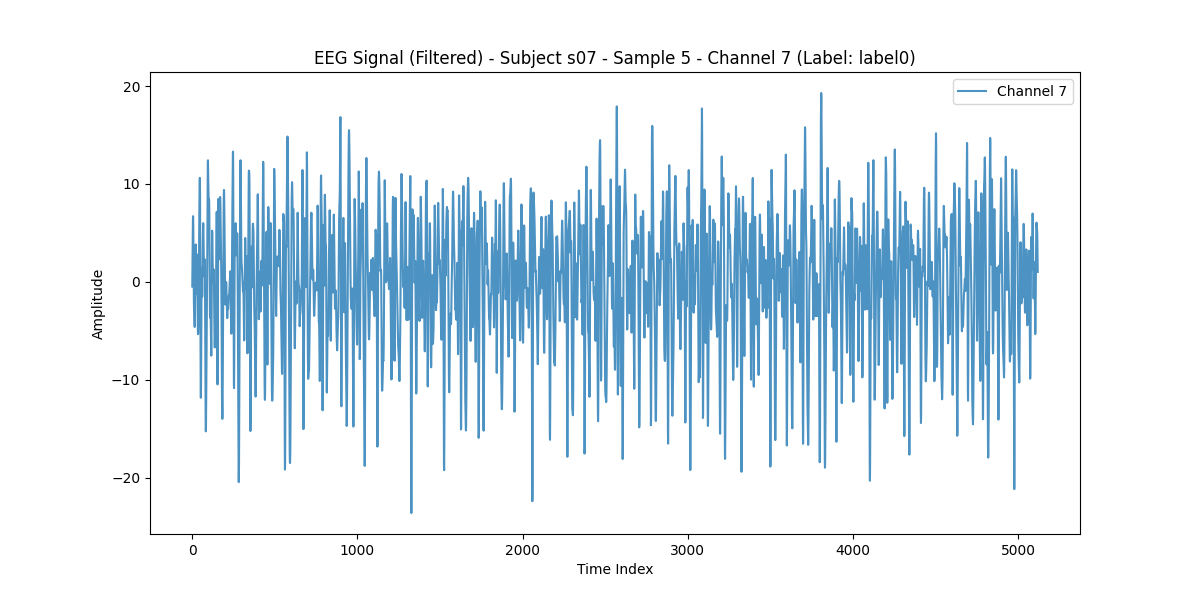 EEG Signal (Filtered) - Subject s07 - Sample 5 - Channel 7 (Label: label0)
Channel 7
20
10
0
−10
−20
Amplitude
0 1000 2000 3000 4000 5000
Time Index